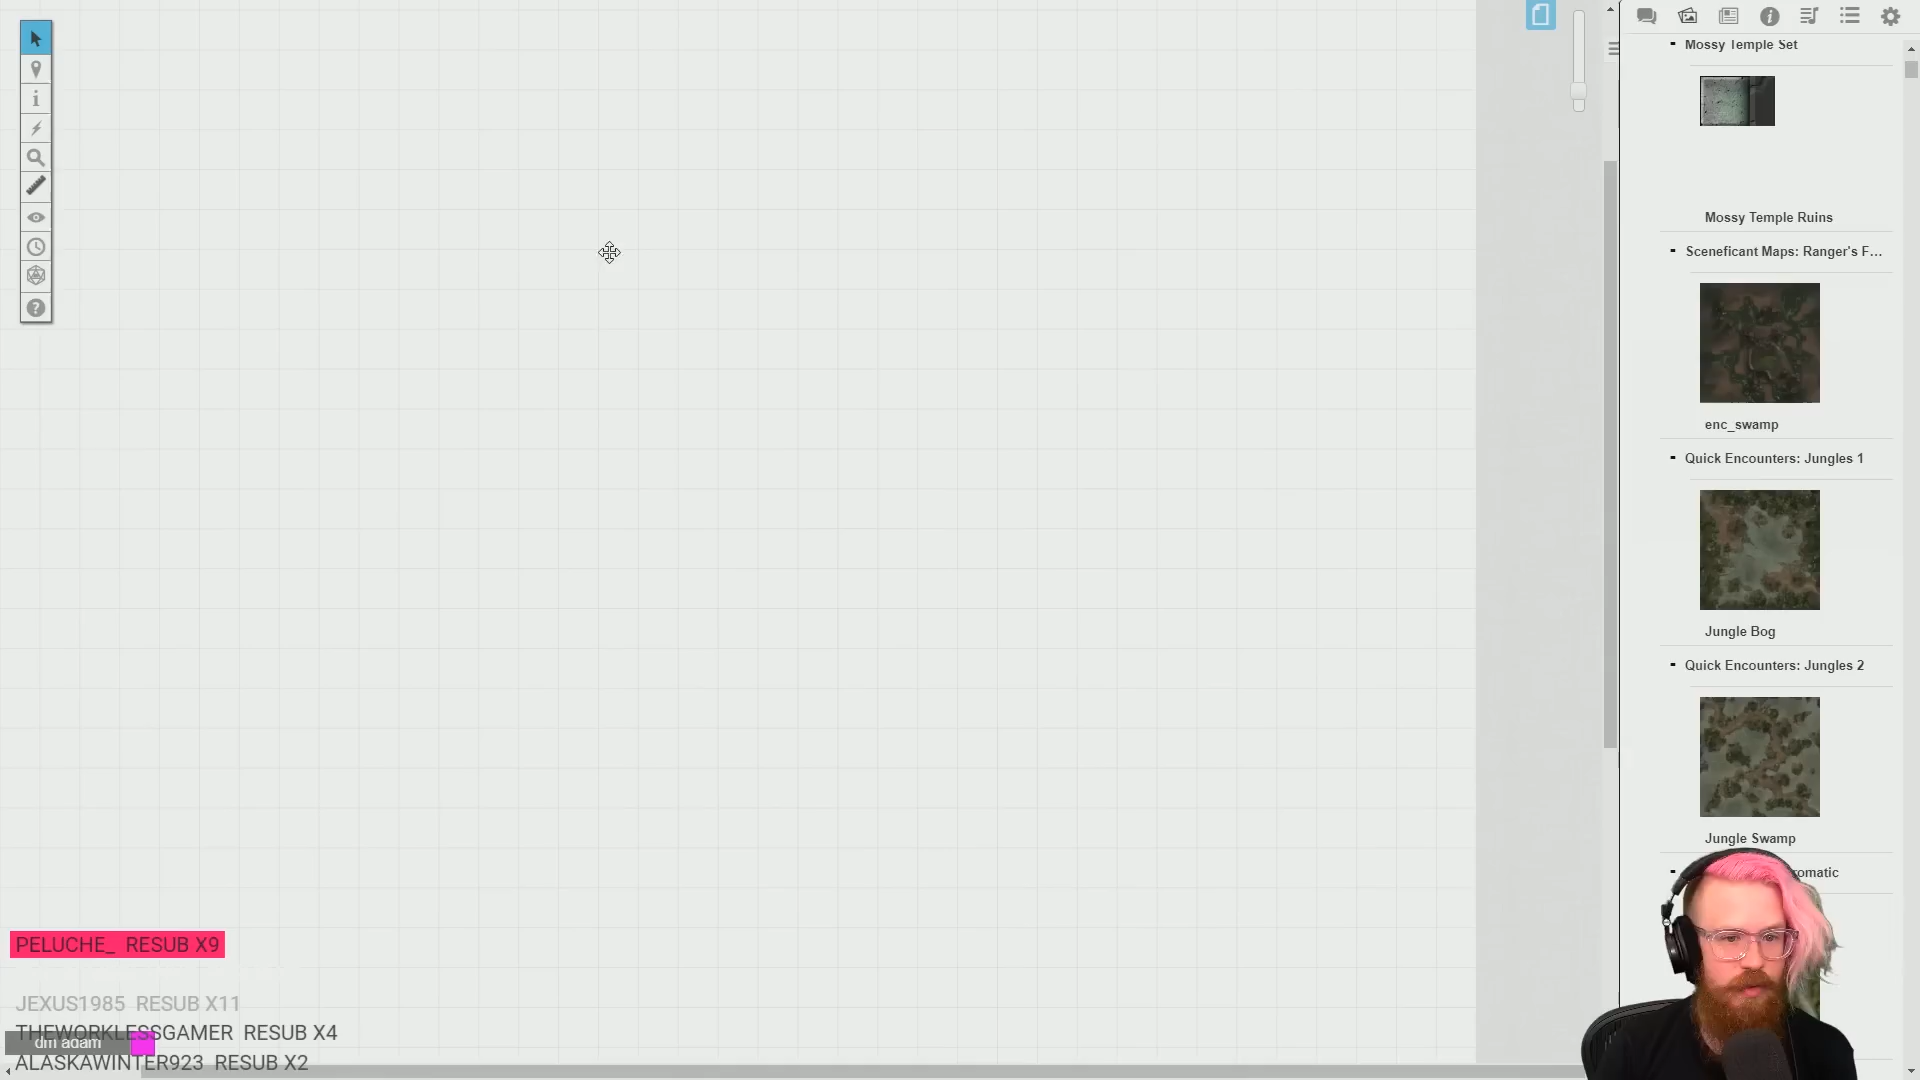 Mossy Temple Set
Mossy Temple Ruins
Sceneficant Maps: Ranger's F...
enc_swamp
Quick Encounters: Jungles 1
Jungle Bog
Quick Encounters: Jungles 2
Jungle Swamp
romatic
PELUCHE_ RESUB X9
JEXUS1985 RESUB X11
THEWORKLESSGAMER RESUB X4
dm adam
ALASKAWINTER923 RESUB X2